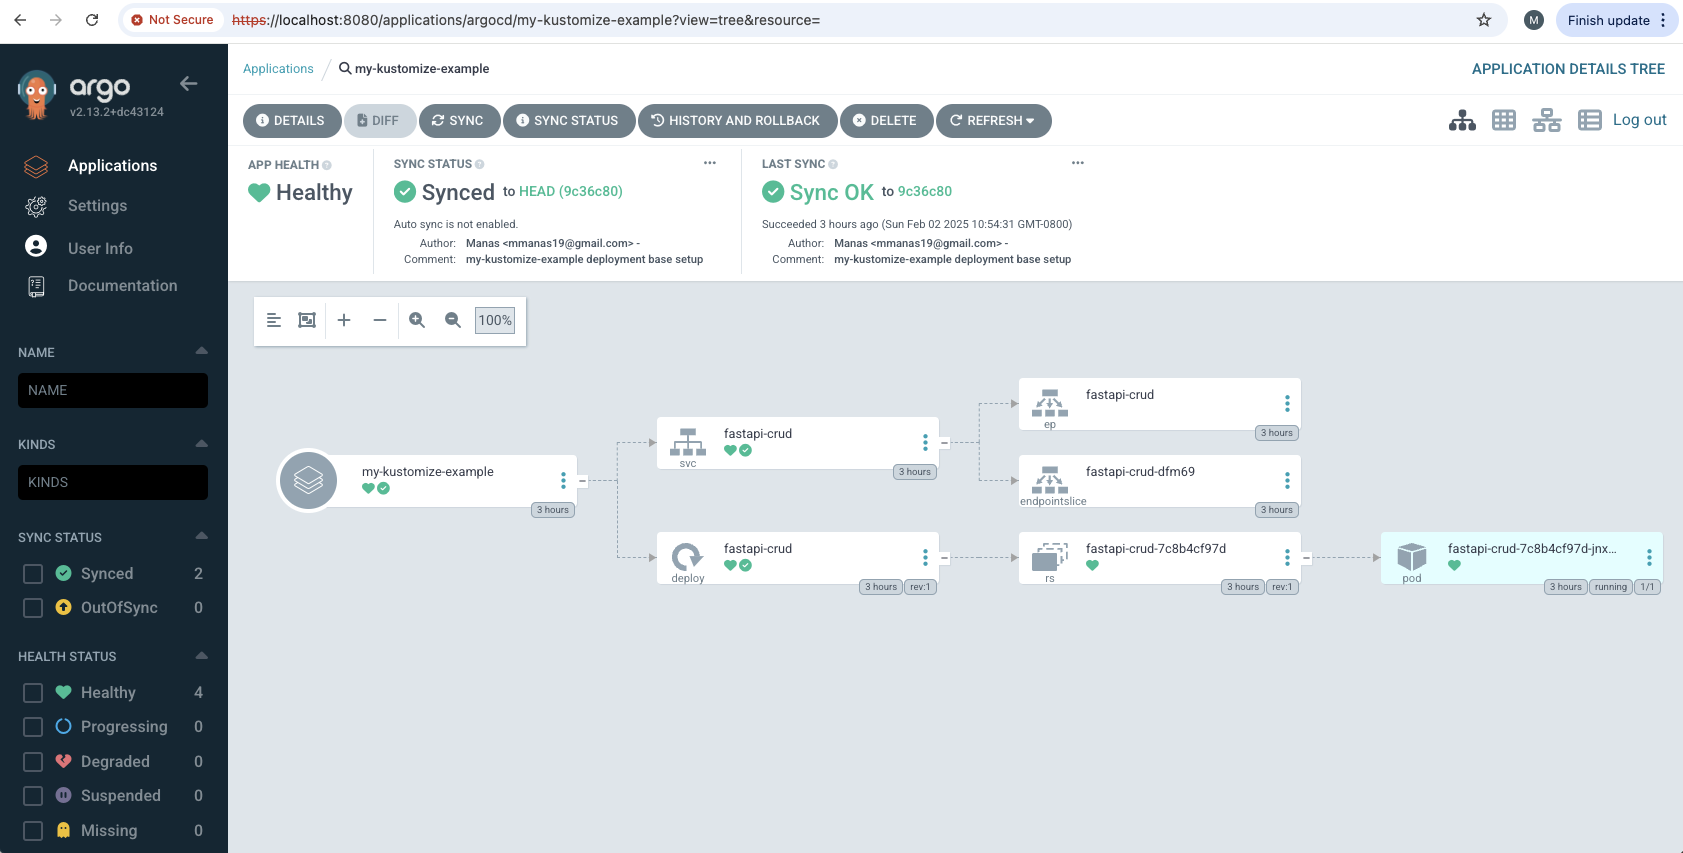 Not Secure https://localhost:8080/applications/argocd/my-kustomize-example?view=tree&resource= M Finish update
argo
v2.13.2+dc43124
Applications
Settings
User Info
Documentation
NAME
NAME
KINDS
KINDS
SYNC STATUS
Synced 2
OutOfSync 0
HEALTH STATUS
Healthy 4
Progressing 0
Degraded 0
Suspended 0
Missing 0
Applications / my-kustomize-example APPLICATION DETAILS TREE
DETAILS DIFF SYNC SYNC STATUS HISTORY AND ROLLBACK DELETE REFRESH Log out
APP HEALTH
Healthy
SYNC STATUS
Synced to HEAD (9c36c80)
Auto sync is not enabled.
Author: Manas <mmanas19@gmail.com> -
Comment: my-kustomize-example deployment base setup
LAST SYNC
Sync OK to 9c36c80
Succeeded 3 hours ago (Sun Feb 02 2025 10:54:31 GMT-0800)
Author: Manas <mmanas19@gmail.com> -
Comment: my-kustomize-example deployment base setup
100%
my-kustomize-example
3 hours
fastapi-crud
svc
3 hours
fastapi-crud
ep
3 hours
fastapi-crud-dfm69
endpointslice
3 hours
fastapi-crud
deploy
3 hours rev:1
fastapi-crud-7c8b4cf97d
rs
3 hours rev:1
fastapi-crud-7c8b4cf97d-jnx...
pod
3 hours running 1/1